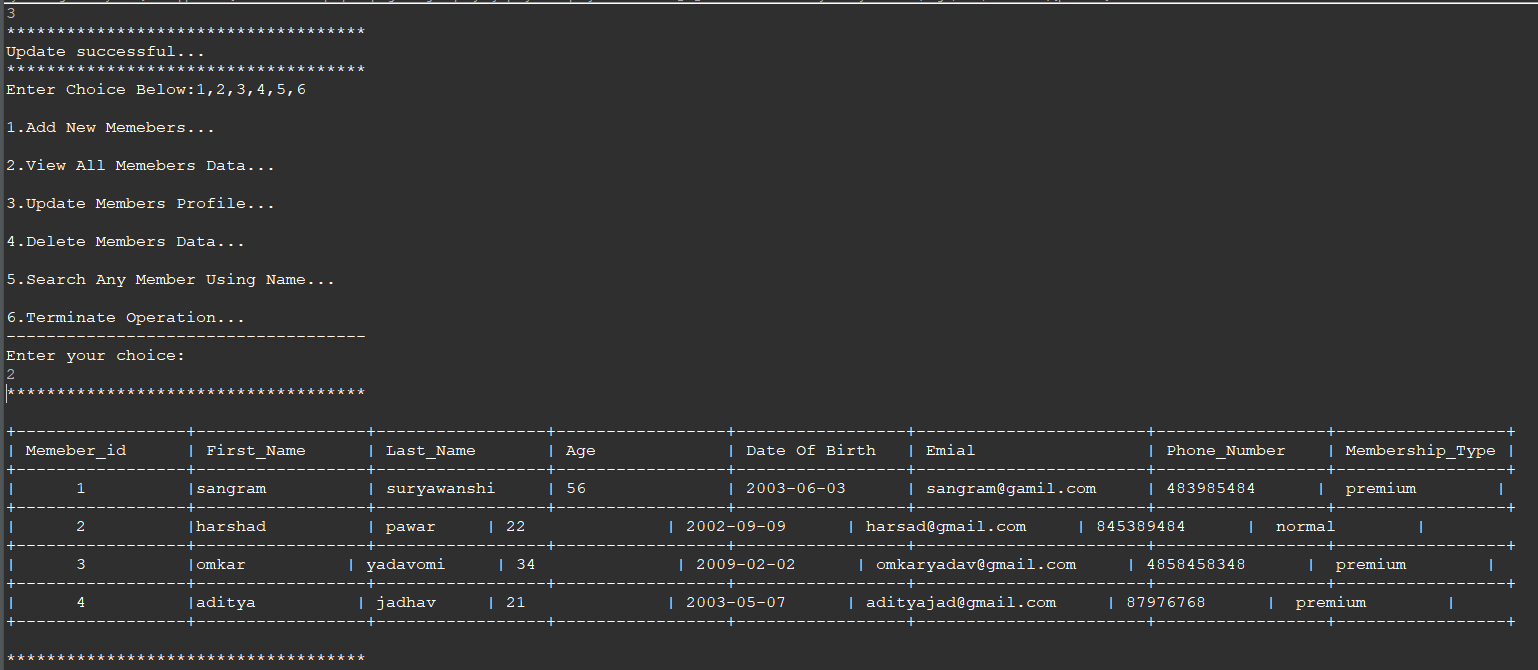 3
************************************
Update successful...
************************************
Enter Choice Below:1,2,3,4,5,6
1.Add New Memebers...
2.View All Memebers Data...
3.Update Members Profile...
4.Delete Members Data...
5.Search Any Member Using Name...
6.Terminate Operation...
------------------------------------
Enter your choice:
2
************************************
+-----------------+-----------------+-----------------+-----------------+-----------------+-----------------------+-----------------+-----------------+
| Memeber_id      | First_Name      | Last_Name       | Age             | Date Of Birth   | Emial                 | Phone_Number    | Membership_Type |
+-----------------+-----------------+-----------------+-----------------+-----------------+-----------------------+-----------------+-----------------+
|      1          |sangram          | suryawanshi     | 56              | 2003-06-03      | sangram@gamil.com     | 483985484      |  premium        |
+-----------------+-----------------+-----------------+-----------------+-----------------+-----------------------+-----------------+-----------------+
|      2          |harshad          | pawar     | 22              | 2002-09-09      | harsad@gmail.com     | 845389484      |  normal        |
+-----------------+-----------------+-----------------+-----------------+-----------------+-----------------------+-----------------+-----------------+
|      3          |omkar          | yadavomi     | 34              | 2009-02-02      | omkaryadav@gmail.com     | 4858458348      |  premium        |
+-----------------+-----------------+-----------------+-----------------+-----------------+-----------------------+-----------------+-----------------+
|      4          |aditya          | jadhav     | 21              | 2003-05-07      | adityajad@gmail.com     | 87976768      |  premium        |
+-----------------+-----------------+-----------------+-----------------+-----------------+-----------------------+-----------------+-----------------+
************************************